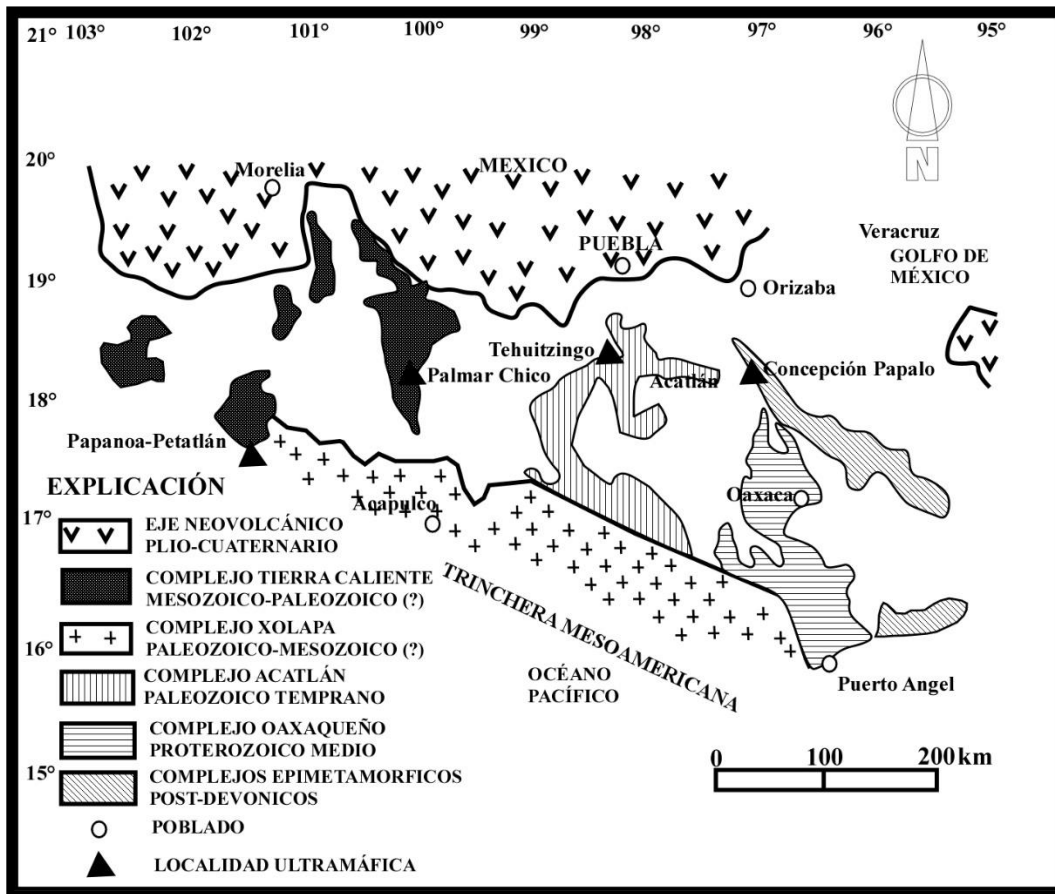 21° 103° 102° 101° 100° 99° 98° 97° 96° 95°
N
20°
Morelia
MEXICO
PUEBLA
Veracruz
GOLFO DE
MÉXICO
19°
Orizaba
Tehuitzingo
Palmar Chico
Acatlán
Concepción Papalo
18°
Papanoa-Petatlán
Acapulco
Oaxaca
17°
TRINCHERA MESOAMERICANA
16°
OCÉANO
PACÍFICO
Puerto Angel
15°
EXPLICACIÓN
EJE NEOVOLCÁNICO
PLIO-CUATERNARIO
COMPLEJO TIERRA CALIENTE
MESOZOICO-PALEOZOICO (?)
COMPLEJO XOLAPA
PALEOZOICO-MESOZOICO (?)
COMPLEJO ACATLÁN
PALEOZOICO TEMPRANO
COMPLEJO OAXAQUEÑO
PROTEROZOICO MEDIO
COMPLEJOS EPIMETAMORFICOS
POST-DEVONICOS
POBLADO
LOCALIDAD ULTRAMÁFICA
0 100 200 km